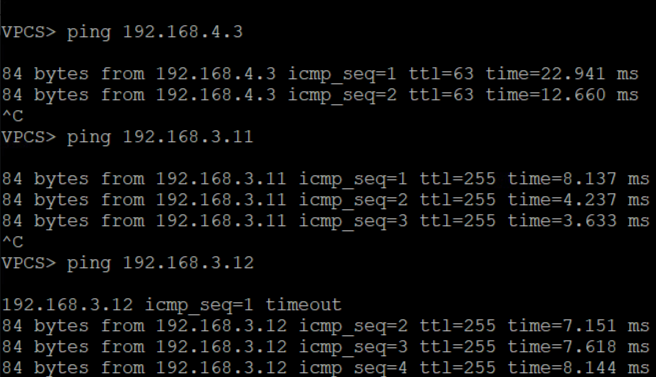 VPCS> ping 192.168.4.3
84 bytes from 192.168.4.3 icmp_seq=1 ttl=63 time=22.941 ms
84 bytes from 192.168.4.3 icmp_seq=2 ttl=63 time=12.660 ms
^C
VPCS> ping 192.168.3.11
84 bytes from 192.168.3.11 icmp_seq=1 ttl=255 time=8.137 ms
84 bytes from 192.168.3.11 icmp_seq=2 ttl=255 time=4.237 ms
84 bytes from 192.168.3.11 icmp_seq=3 ttl=255 time=3.633 ms
^C
VPCS> ping 192.168.3.12
192.168.3.12 icmp_seq=1 timeout
84 bytes from 192.168.3.12 icmp_seq=2 ttl=255 time=7.151 ms
84 bytes from 192.168.3.12 icmp_seq=3 ttl=255 time=7.618 ms
84 bytes from 192.168.3.12 icmp_seq=4 ttl=255 time=8.144 ms